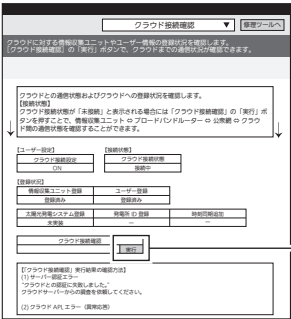 クラウド接続確認 ▼
修理ツールへ
クラウドに対する情報収集ユニットやユーザー情報の登録状況を確認します。
[クラウド接続確認]の「実行」ボタンで、クラウドまでの通信状況が確認できます。
クラウドとの通信状態およびクラウドへの登録状況を確認します。
【接続状態】
クラウド接続状態が「未接続」と表示される場合には「クラウド接続確認」の「実行」ボ
タンを押すことで、情報収集ユニット ⇔ ブロードバンドルーター ⇔ 公衆網 ⇔ クラウ
ド間の通信状態を確認することができます。
【ユーザー設定】 【接続状態】
クラウド接続設定 クラウド接続状態
ON 接続中
【登録状況】
情報収集ユニット登録 ユーザー登録
登録済み 登録済み
太陽光発電システム登録 発電所 ID 登録 時刻同期追加
未実装 － －
クラウド接続確認 実行
【「クラウド接続確認」実行結果の確認方法】
(1) サーバー認証エラー
"クラウドとの認証に失敗しました。"
クラウドサーバーからの調査を依頼してください。
(2) クラウド API エラー（異常応答）